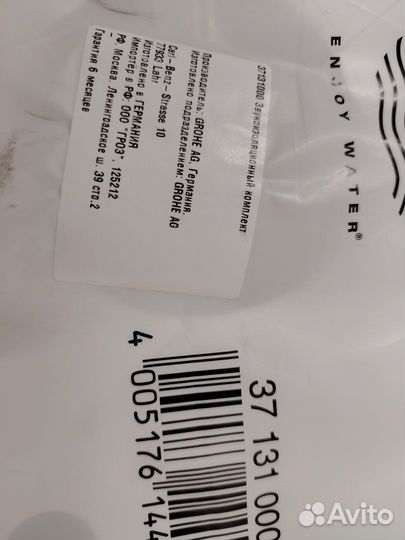 37131000 Звукоизоляционный комплект
Производитель: GROHE AG, Германия.
Изготовлено подразделением: GROHE AG
Carl-Benz-Strasse 10
77933 Lahr
Изготовлено в ГЕРМАНИЯ
Импортер в РФ: ООО "ГРОЭ", 125212
РФ, Москва, Ленинградское ш. 39 стр.2
Гарантия 6 месяцев
ENJOY WATER®
37 131 000
4 005176 144
Avito